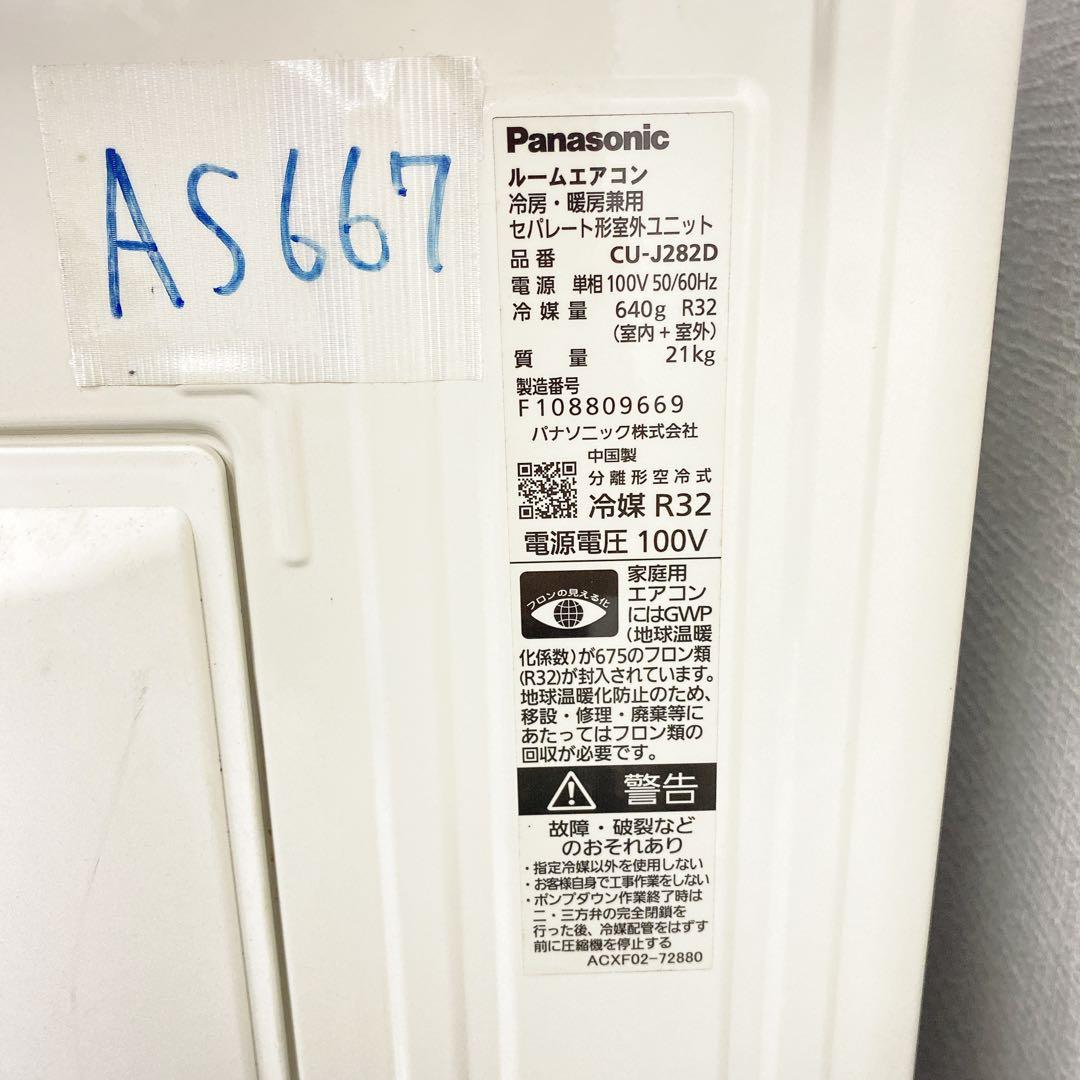 AS667
Panasonic
ルームエアコン
冷房・暖房兼用
セパレート形室外ユニット
品番 CU-J282D
電源 単相100V 50/60Hz
冷媒量 640g R32
(室内+室外)
質量 21kg
製造番号
F108809669
パナソニック株式会社
中国製
分離形空冷式
冷媒 R32
電源電圧 100V
フロンの見える化
家庭用
エアコン
にはGWP
(地球温暖
化係数)が675のフロン類
(R32)が封入されています。
地球温暖化防止のため、
移設・修理・廃棄等に
あたってはフロン類の
回収が必要です。
警告
故障・破裂など
のおそれあり
・指定冷媒以外を使用しない
・お客様自身で工事作業をしない
・ポンプダウン作業終了時は
二・三方弁の完全閉鎖を
行った後、冷媒配管をはずす
前に圧縮機を停止する
ACXF02-72880